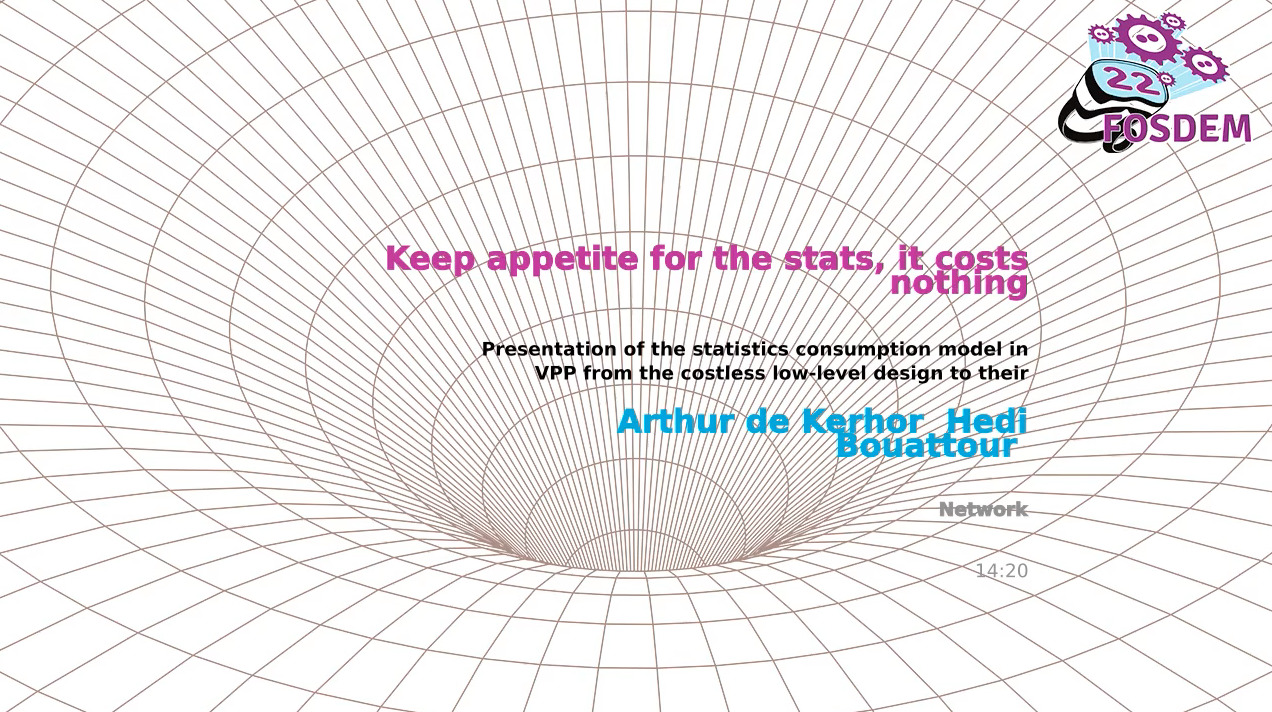 22
FOSDEM
Keep appetite for the stats, it costs
nothing
Presentation of the statistics consumption model in
VPP from the costless low-level design to their
Arthur de Kerhor Hedi
Bouattour
Network
14:20